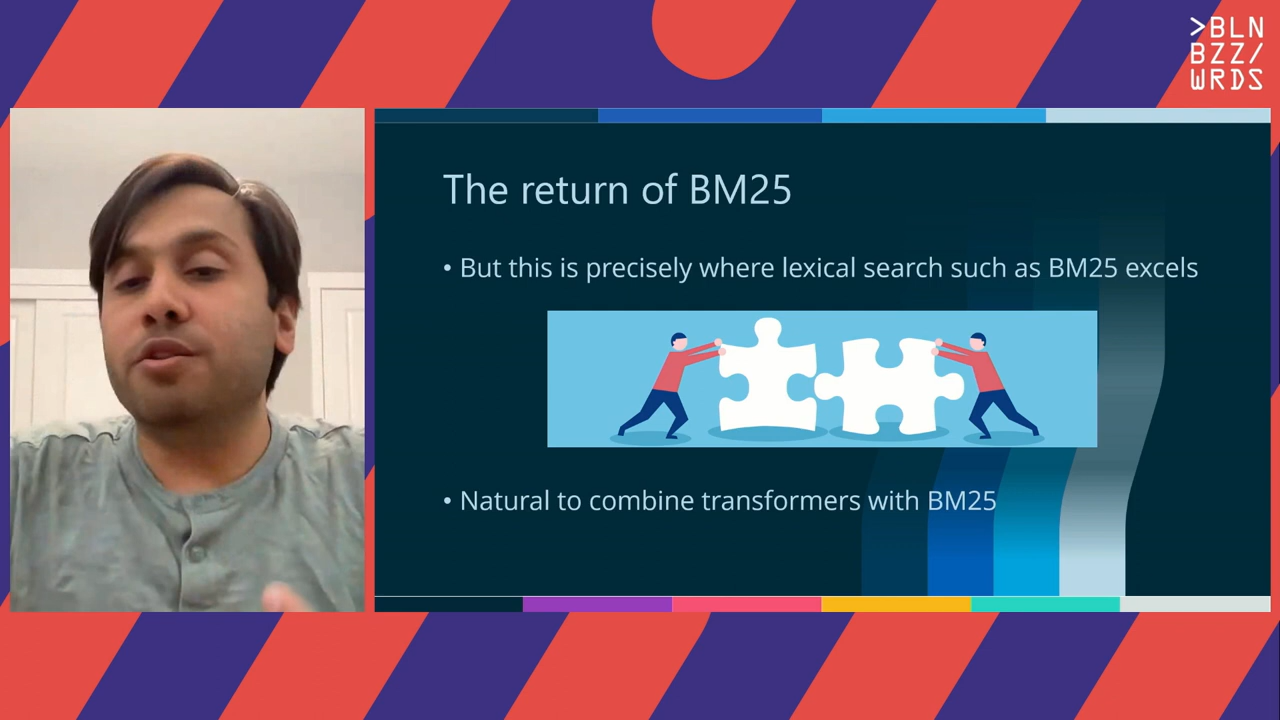 >BLN
BZZ/
WRDS
The return of BM25
• But this is precisely where lexical search such as BM25 excels
• Natural to combine transformers with BM25